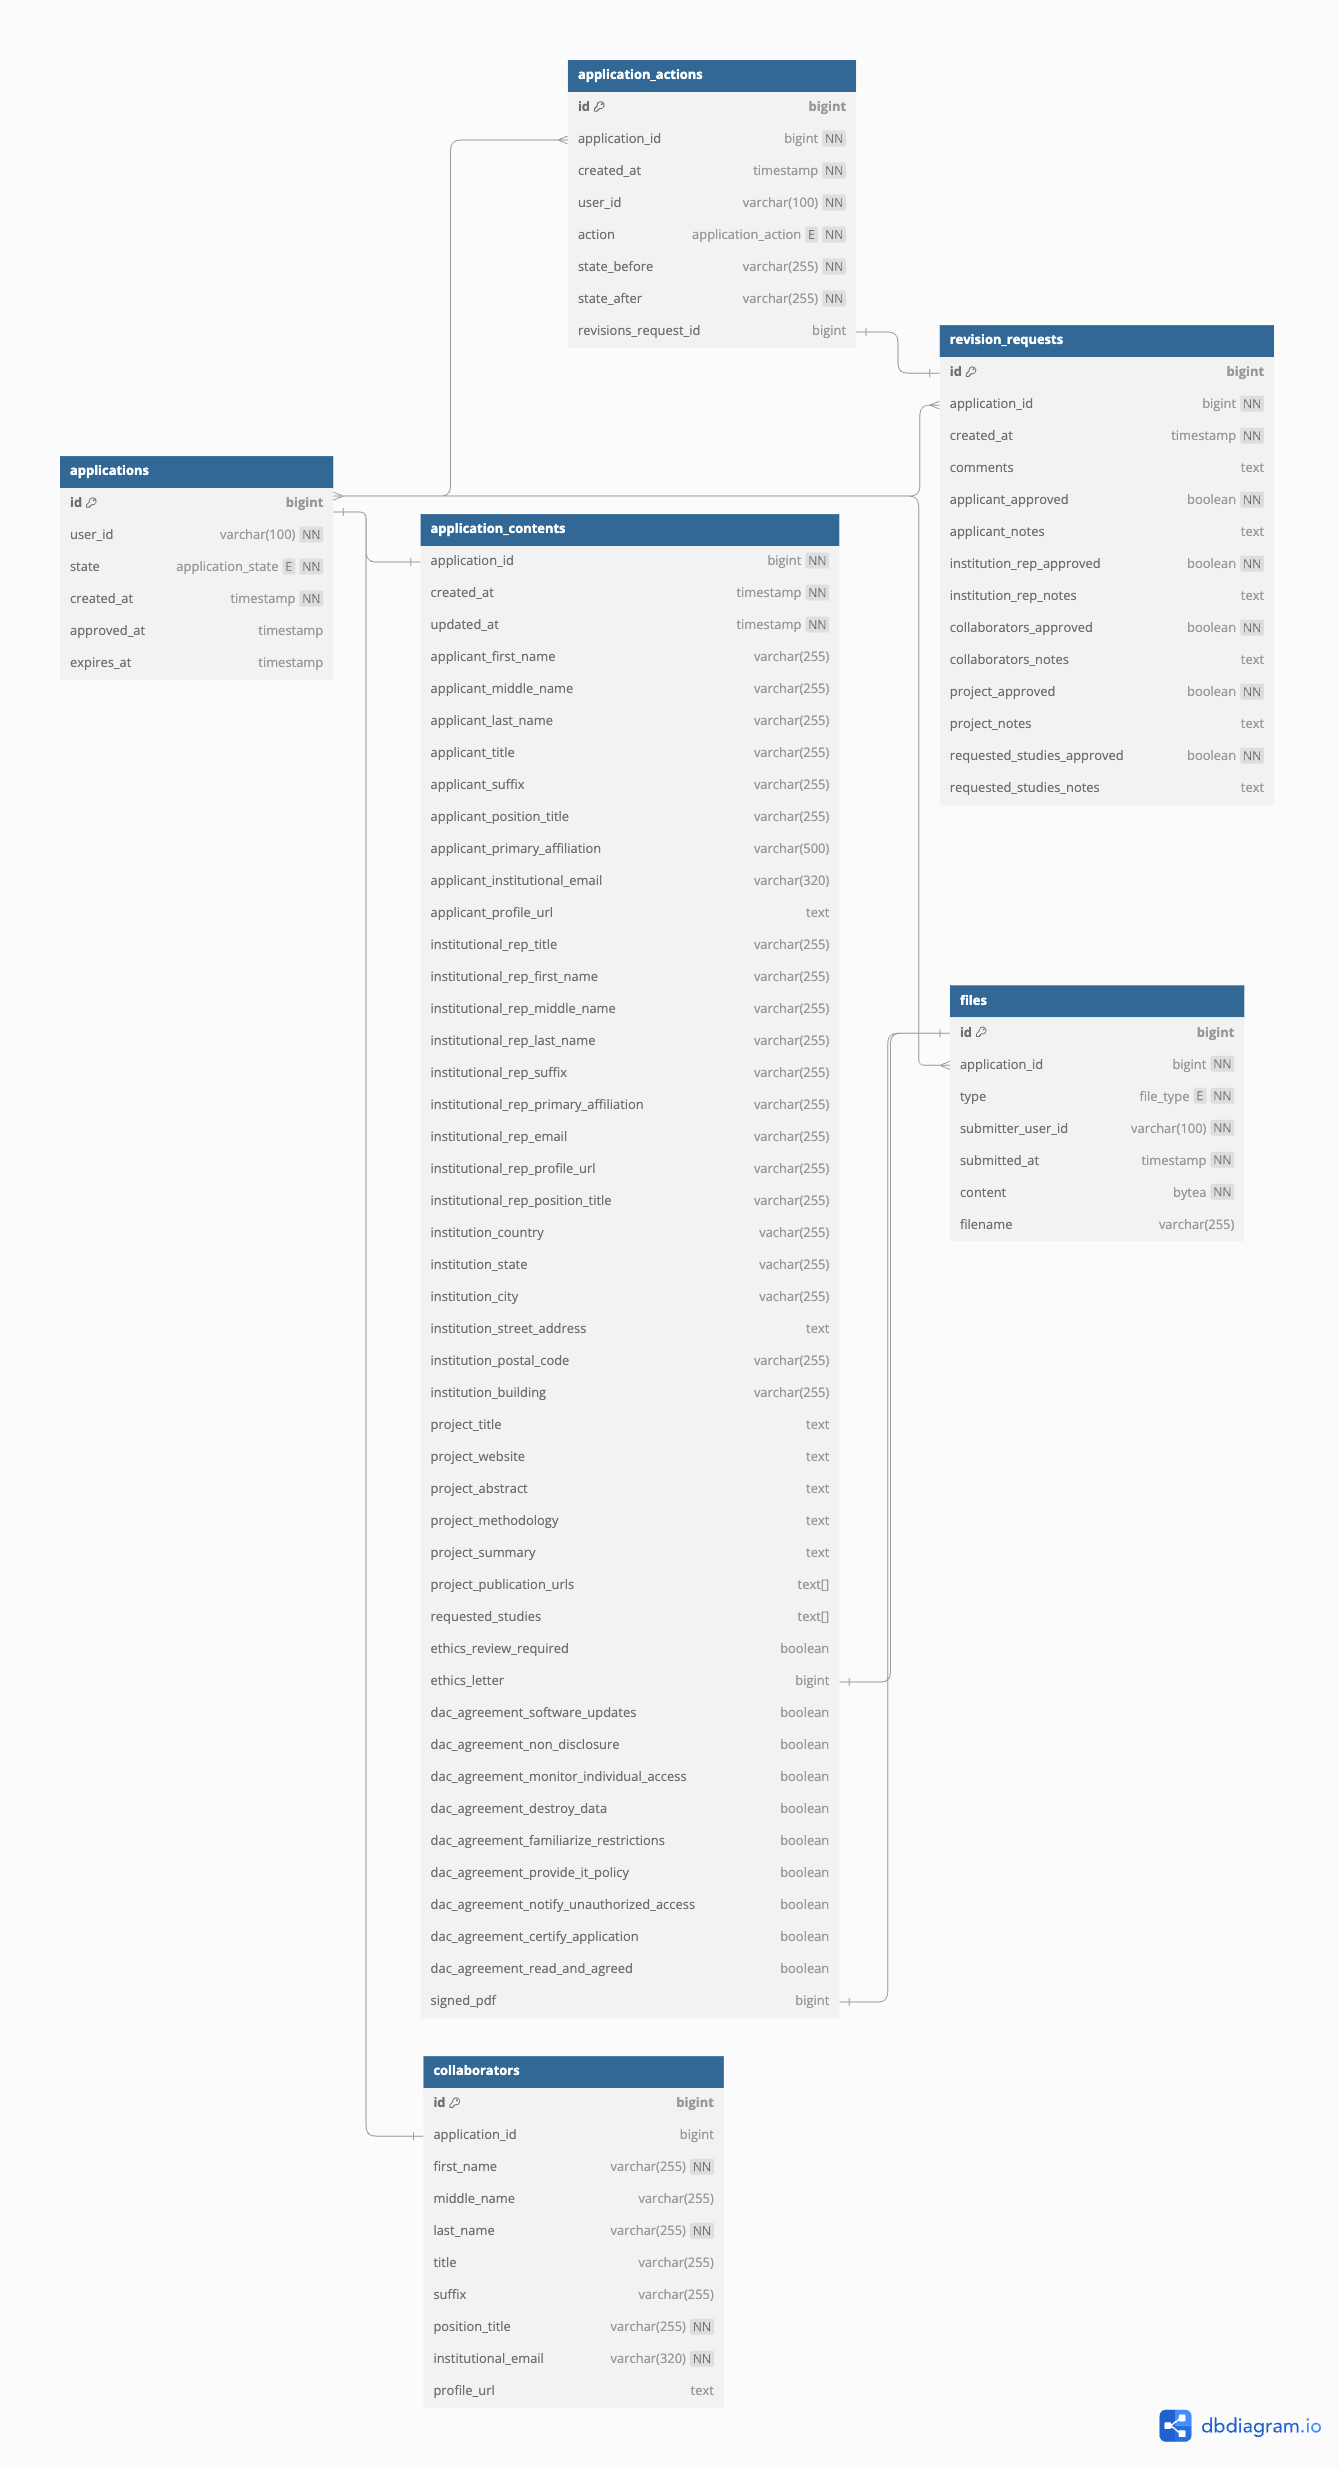 application_actions
id bigint
application_id bigint NN
created_at timestamp NN
user_id varchar(100) NN
action application_action E NN
state_before varchar(255) NN
state_after varchar(255) NN
revisions_request_id bigint
revision_requests
id bigint
application_id bigint NN
created_at timestamp NN
comments text
applicant_approved boolean NN
applicant_notes text
institution_rep_approved boolean NN
institution_rep_notes text
collaborators_approved boolean NN
collaborators_notes text
project_approved boolean NN
project_notes text
requested_studies_approved boolean NN
requested_studies_notes text
applications
id bigint
user_id varchar(100) NN
state application_state E NN
created_at timestamp NN
approved_at timestamp
expires_at timestamp
application_contents
application_id bigint NN
created_at timestamp NN
updated_at timestamp NN
applicant_first_name varchar(255)
applicant_middle_name varchar(255)
applicant_last_name varchar(255)
applicant_title varchar(255)
applicant_suffix varchar(255)
applicant_position_title varchar(255)
applicant_primary_affiliation varchar(500)
applicant_institutional_email varchar(320)
applicant_profile_url text
institutional_rep_title varchar(255)
institutional_rep_first_name varchar(255)
institutional_rep_middle_name varchar(255)
institutional_rep_last_name varchar(255)
institutional_rep_suffix varchar(255)
institutional_rep_primary_affiliation varchar(255)
institutional_rep_email varchar(255)
institutional_rep_profile_url varchar(255)
institutional_rep_position_title varchar(255)
institution_country vachar(255)
institution_state vachar(255)
institution_city vachar(255)
institution_street_address text
institution_postal_code varchar(255)
institution_building varchar(255)
project_title text
project_website text
project_abstract text
project_methodology text
project_summary text
project_publication_urls text[]
requested_studies text[]
ethics_review_required boolean
ethics_letter bigint
dac_agreement_software_updates boolean
dac_agreement_non_disclosure boolean
dac_agreement_monitor_individual_access boolean
dac_agreement_destroy_data boolean
dac_agreement_familiarize_restrictions boolean
dac_agreement_provide_it_policy boolean
dac_agreement_notify_unauthorized_access boolean
dac_agreement_certify_application boolean
dac_agreement_read_and_agreed boolean
signed_pdf bigint
files
id bigint
application_id bigint NN
type file_type E NN
submitter_user_id varchar(100) NN
submitted_at timestamp NN
content bytea NN
filename varchar(255)
collaborators
id bigint
application_id bigint
first_name varchar(255) NN
middle_name varchar(255)
last_name varchar(255) NN
title varchar(255)
suffix varchar(255)
position_title varchar(255) NN
institutional_email varchar(320) NN
profile_url text
dbdiagram.io